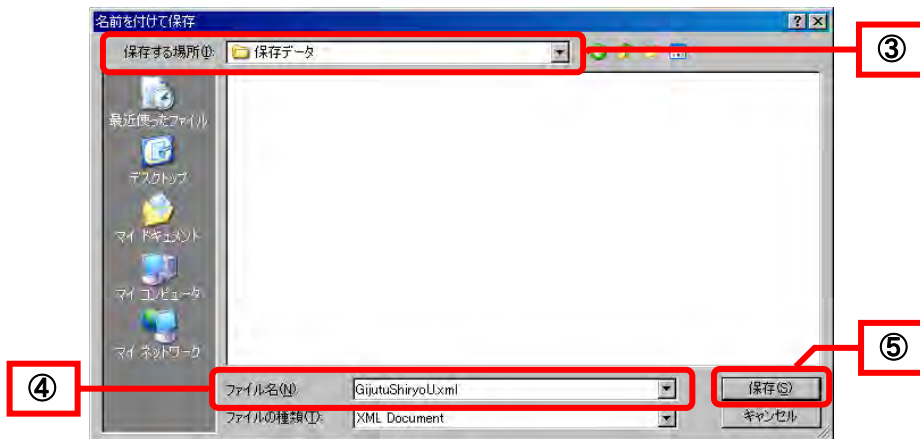 名前を付けて保存
保存する場所(I): 保存データ
③
最近使ったファイル
デスクトップ
マイ ドキュメント
マイ コンピュータ
マイ ネットワーク
⑤
④
ファイル名(N): GijutuShiryoU.xml 保存(S)
ファイルの種類(T): XML Document キャンセル